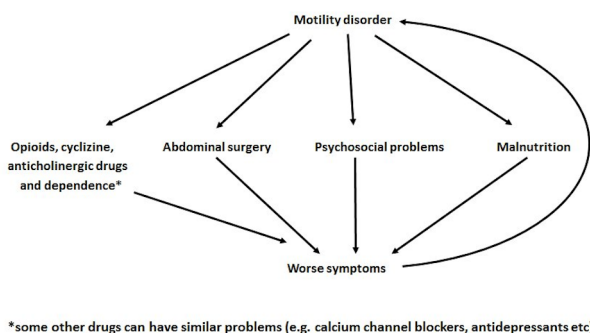 Motility disorder
Opioids, cyclizine,
anticholinergic drugs
and dependence*
Abdominal surgery
Psychosocial problems
Malnutrition
Worse symptoms
*some other drugs can have similar problems (e.g. calcium channel blockers, antidepressants etc